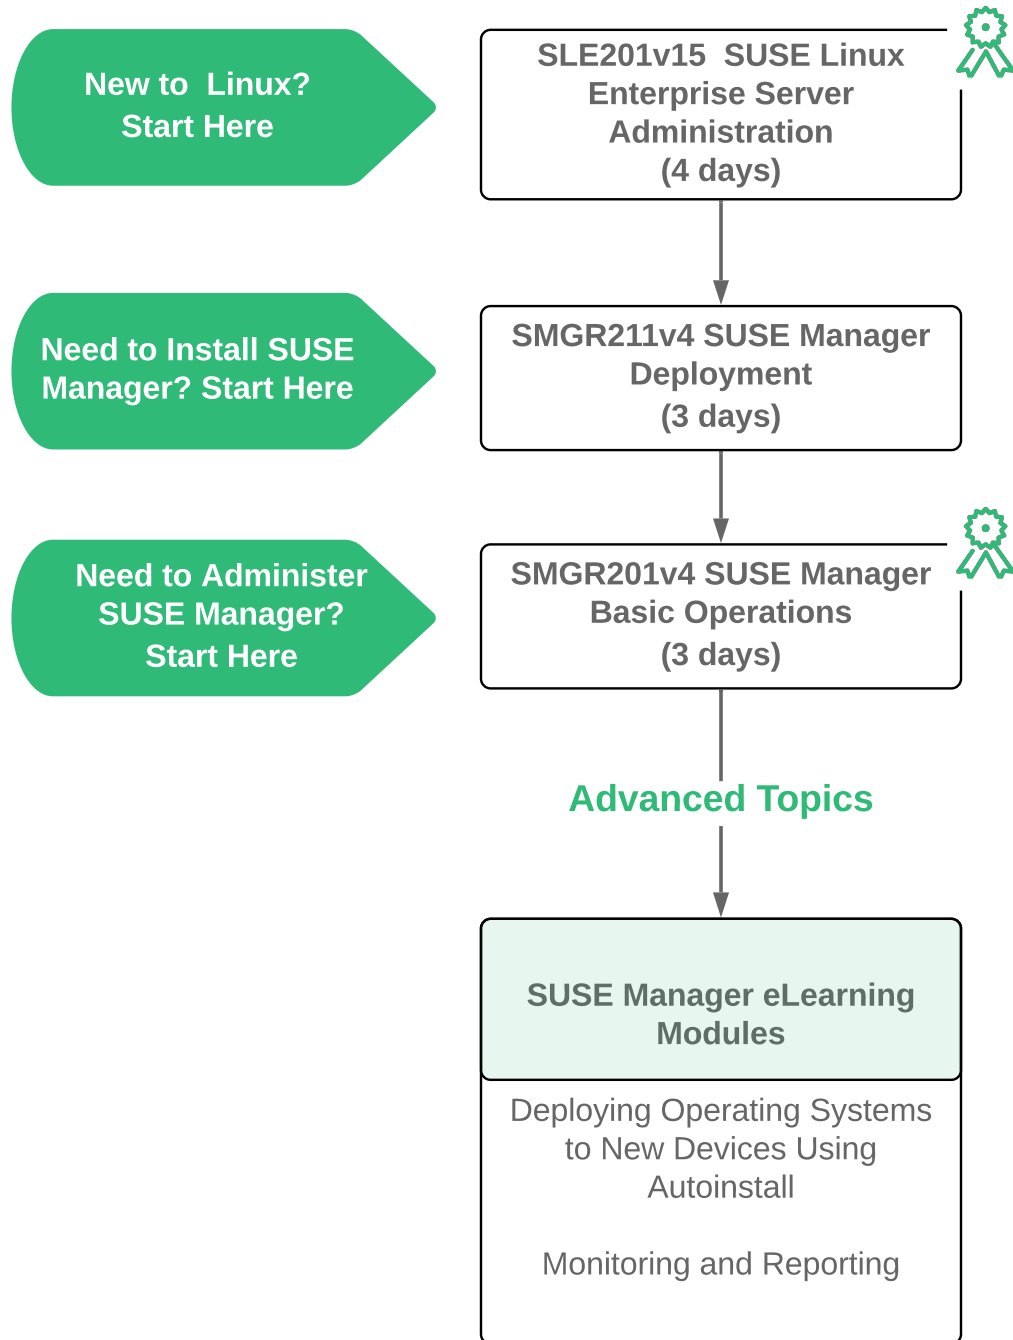 New to  Linux?
Start Here
SLE201v15  SUSE Linux
Enterprise Server
Administration
(4 days)
Need to Install SUSE
Manager? Start Here
SMGR211v4 SUSE Manager
Deployment
(3 days)
Need to Administer
SUSE Manager?
Start Here
SMGR201v4 SUSE Manager
Basic Operations
(3 days)
Advanced Topics
SUSE Manager eLearning
Modules
Deploying Operating Systems
to New Devices Using
Autoinstall
Monitoring and Reporting